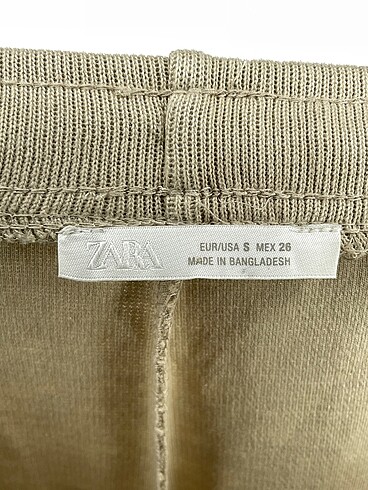 ZARA
EUR/USA S MEX 26
MADE IN BANGLADESH